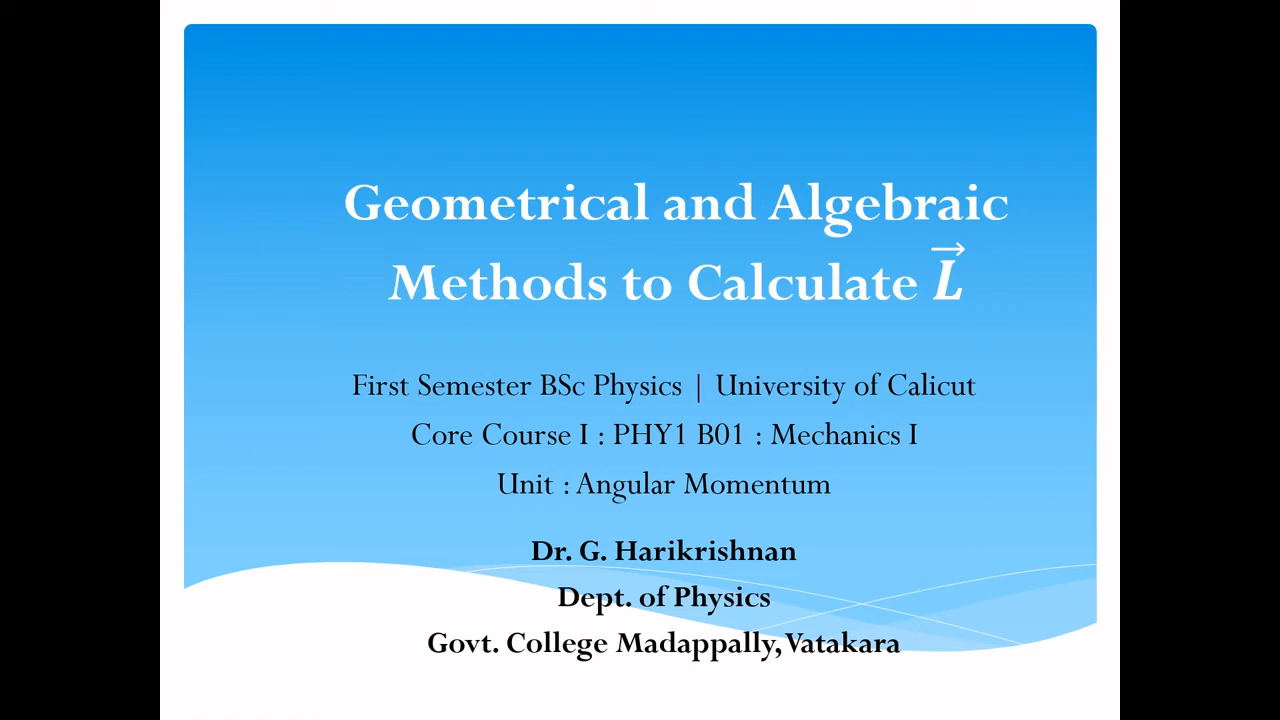 Geometrical and Algebraic
Methods to Calculate $\vec{L}$
First Semester BSc Physics | University of Calicut
Core Course I : PHY1 B01 : Mechanics I
Unit : Angular Momentum
Dr. G. Harikrishnan
Dept. of Physics
Govt. College Madappally, Vatakara